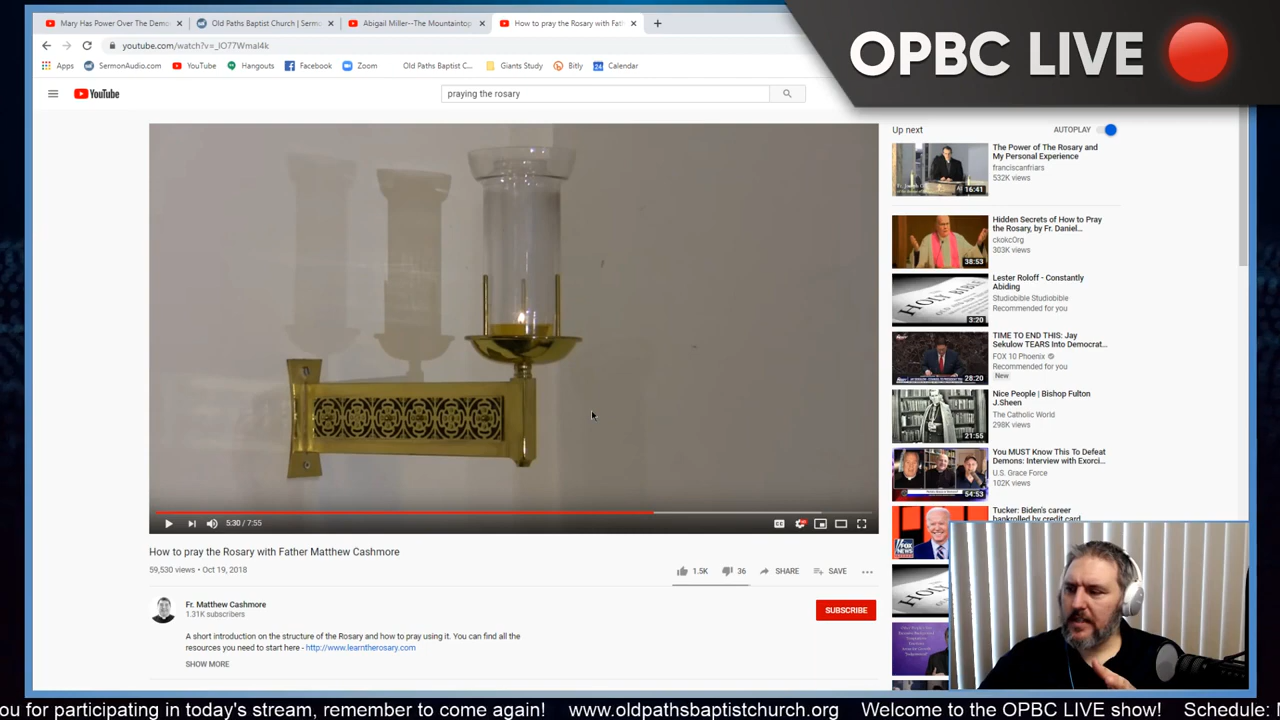 Mary Has Power Over The Demo
Old Paths Baptist Church | Serm
Abigail Miller--The Mountaintop
How to pray the Rosary with Fat
OPBC LIVE
youtube.com/watch?v=_IO77Wmal4k
Apps
SermonAudio.com
YouTube
Hangouts
Facebook
Zoom
Old Paths Baptist C...
Giants Study
Bitly
Calendar
YouTube
praying the rosary
Up next
AUTOPLAY
The Power of The Rosary and
My Personal Experience
franciscanfriars
532K views
16:41
Hidden Secrets of How to Pray
the Rosary, by Fr. Daniel...
ckokcOrg
303K views
38:53
Lester Roloff - Constantly
Abiding
Studiobible Studiobible
Recommended for you
HOLY BIBLE
3:20
TIME TO END THIS: Jay
Sekulow TEARS Into Democrat...
FOX 10 Phoenix
Recommended for you
New
28:20
Nice People | Bishop Fulton
J.Sheen
The Catholic World
298K views
21:55
You MUST Know This To Defeat
Demons: Interview with Exorci...
U.S. Grace Force
102K views
54:53
Tucker: Biden's career
bankrolled by credit card
FOX
NEWS
5:30 / 7:55
How to pray the Rosary with Father Matthew Cashmore
59,530 views • Oct 19, 2018
1.5K
36
SHARE
SAVE
Fr. Matthew Cashmore
1.31K subscribers
SUBSCRIBE
A short introduction on the structure of the Rosary and how to pray using it. You can find all the
resources you need to start here - http://www.learntherosary.com
SHOW MORE
you for participating in today's stream, remember to come again! www.oldpathsbaptistchurch.org Welcome to the OPBC LIVE show! Schedule: